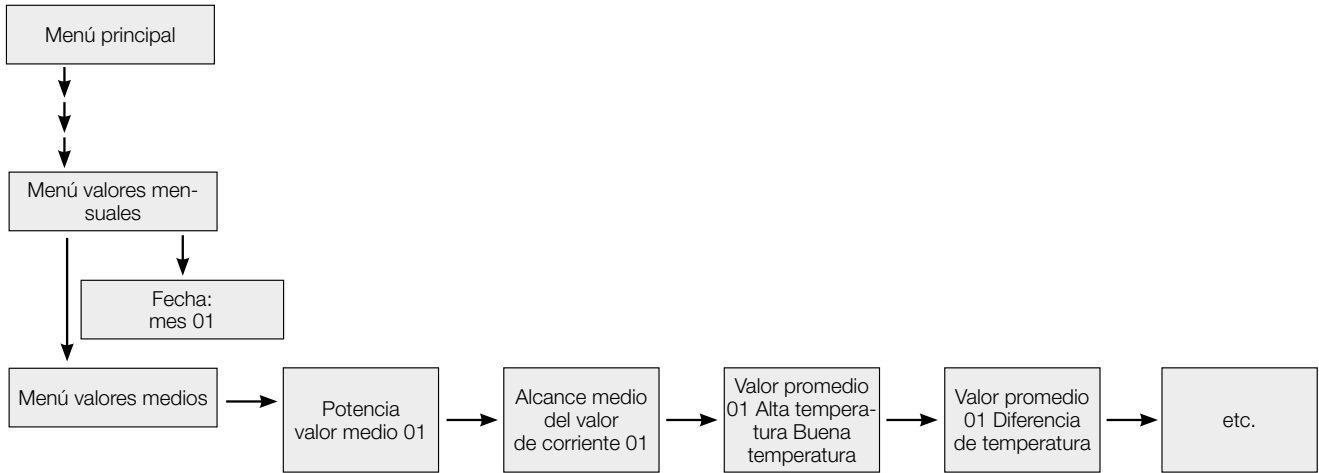 Menú principal
Menú valores men-
suales
Fecha:
mes 01
Menú valores medios
Potencia
valor medio 01
Alcance medio
del valor
de corriente 01
Valor promedio
01 Alta tempera-
tura Buena
temperatura
Valor promedio
01 Diferencia
de temperatura
etc.